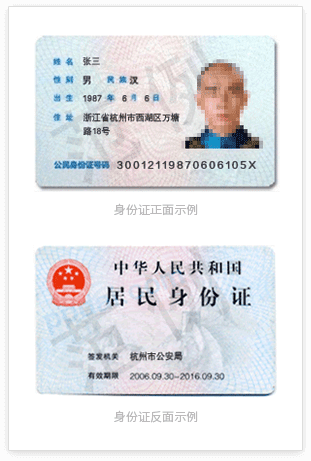 姓名 张三
性别 男 民族 汉
出生 1987 年 6 月 6 日
住址 浙江省杭州市西湖区万塘
路18号
公民身份证号码 30012119870606105X
身份证正面示例
中华人民共和国
居民身份证
签发机关 杭州市公安局
有效期限 2006.09.30-2016.09.30
身份证反面示例